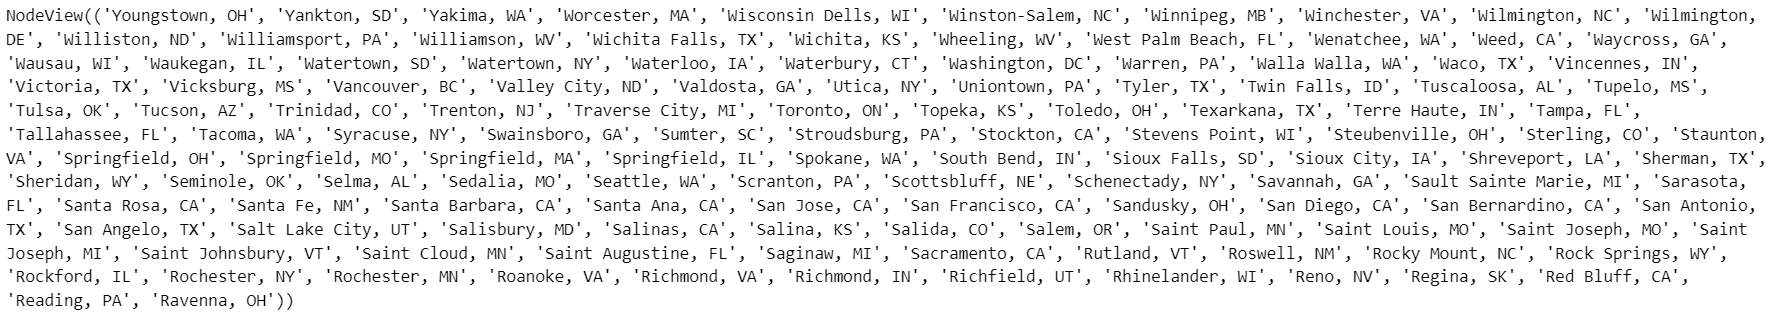 NodeView(('Youngstown, OH', 'Yankton, SD', 'Yakima, WA', 'Worcester, MA', 'Wisconsin Dells, WI', 'Winston-Salem, NC', 'Winnipeg, MB', 'Winchester, VA', 'Wilmington, NC', 'Wilmington,
DE', 'Williston, ND', 'Williamsport, PA', 'Williamson, WV', 'Wichita Falls, TX', 'Wichita, KS', 'Wheeling, WV', 'West Palm Beach, FL', 'Wenatchee, WA', 'Weed, CA', 'Waycross, GA',
'Wausau, WI', 'Waukegan, IL', 'Watertown, SD', 'Watertown, NY', 'Waterloo, IA', 'Waterbury, CT', 'Washington, DC', 'Warren, PA', 'Walla Walla, WA', 'Waco, TX', 'Vincennes, IN',
'Victoria, TX', 'Vicksburg, MS', 'Vancouver, BC', 'Valley City, ND', 'Valdosta, GA', 'Utica, NY', 'Uniontown, PA', 'Tyler, TX', 'Twin Falls, ID', 'Tuscaloosa, AL', 'Tupelo, MS',
'Tulsa, OK', 'Tucson, AZ', 'Trinidad, CO', 'Trenton, NJ', 'Traverse City, MI', 'Toronto, ON', 'Topeka, KS', 'Toledo, OH', 'Texarkana, TX', 'Terre Haute, IN', 'Tampa, FL',
'Tallahassee, FL', 'Tacoma, WA', 'Syracuse, NY', 'Swainsboro, GA', 'Sumter, SC', 'Stroudsburg, PA', 'Stockton, CA', 'Stevens Point, WI', 'Steubenville, OH', 'Sterling, CO', 'Staunton,
VA', 'Springfield, OH', 'Springfield, MO', 'Springfield, MA', 'Springfield, IL', 'Spokane, WA', 'South Bend, IN', 'Sioux Falls, SD', 'Sioux City, IA', 'Shreveport, LA', 'Sherman, TX',
'Sheridan, WY', 'Seminole, OK', 'Selma, AL', 'Sedalia, MO', 'Seattle, WA', 'Scranton, PA', 'Scottsbluff, NE', 'Schenectady, NY', 'Savannah, GA', 'Sault Sainte Marie, MI', 'Sarasota,
FL', 'Santa Rosa, CA', 'Santa Fe, NM', 'Santa Barbara, CA', 'Santa Ana, CA', 'San Jose, CA', 'San Francisco, CA', 'Sandusky, OH', 'San Diego, CA', 'San Bernardino, CA', 'San Antonio,
TX', 'San Angelo, TX', 'Salt Lake City, UT', 'Salisbury, MD', 'Salinas, CA', 'Salina, KS', 'Salida, CO', 'Salem, OR', 'Saint Paul, MN', 'Saint Louis, MO', 'Saint Joseph, MO', 'Saint
Joseph, MI', 'Saint Johnsbury, VT', 'Saint Cloud, MN', 'Saint Augustine, FL', 'Saginaw, MI', 'Sacramento, CA', 'Rutland, VT', 'Roswell, NM', 'Rocky Mount, NC', 'Rock Springs, WY',
'Rockford, IL', 'Rochester, NY', 'Rochester, MN', 'Roanoke, VA', 'Richmond, VA', 'Richmond, IN', 'Richfield, UT', 'Rhinelander, WI', 'Reno, NV', 'Regina, SK', 'Red Bluff, CA',
'Reading, PA', 'Ravenna, OH'))